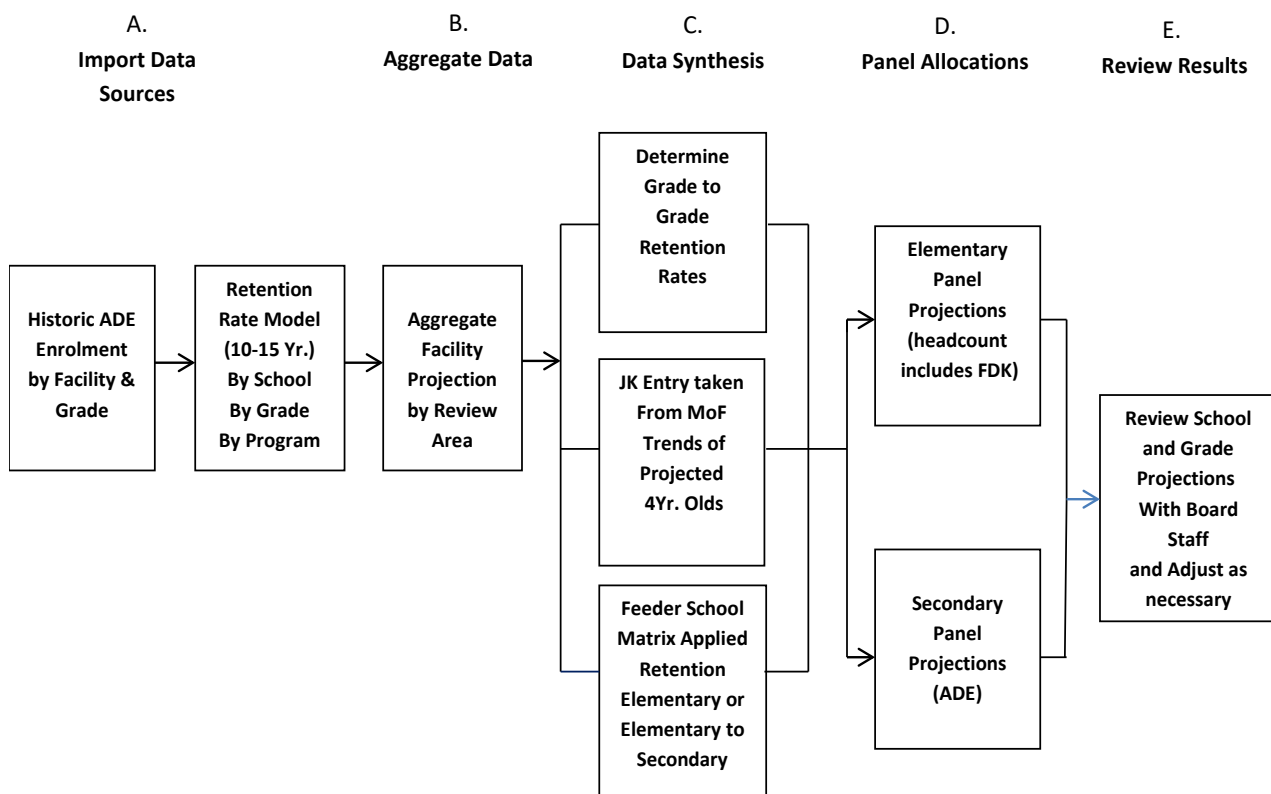 A.
Import Data
Sources
B.
Aggregate Data
C.
Data Synthesis
D.
Panel Allocations
E.
Review Results
Historic ADE
Enrolment
by Facility &
Grade
Retention
Rate Model
(10-15 Yr.)
By School
By Grade
By Program
Aggregate
Facility
Projection
by Review
Area
Determine
Grade to
Grade
Retention
Rates
JK Entry taken
From MoF
Trends of
Projected
4Yr. Olds
Feeder School
Matrix Applied
Retention
Elementary or
Elementary to
Secondary
Elementary
Panel
Projections
(headcount
includes FDK)
Secondary
Panel
Projections
(ADE)
Review School
and Grade
Projections
With Board
Staff
and Adjust as
necessary